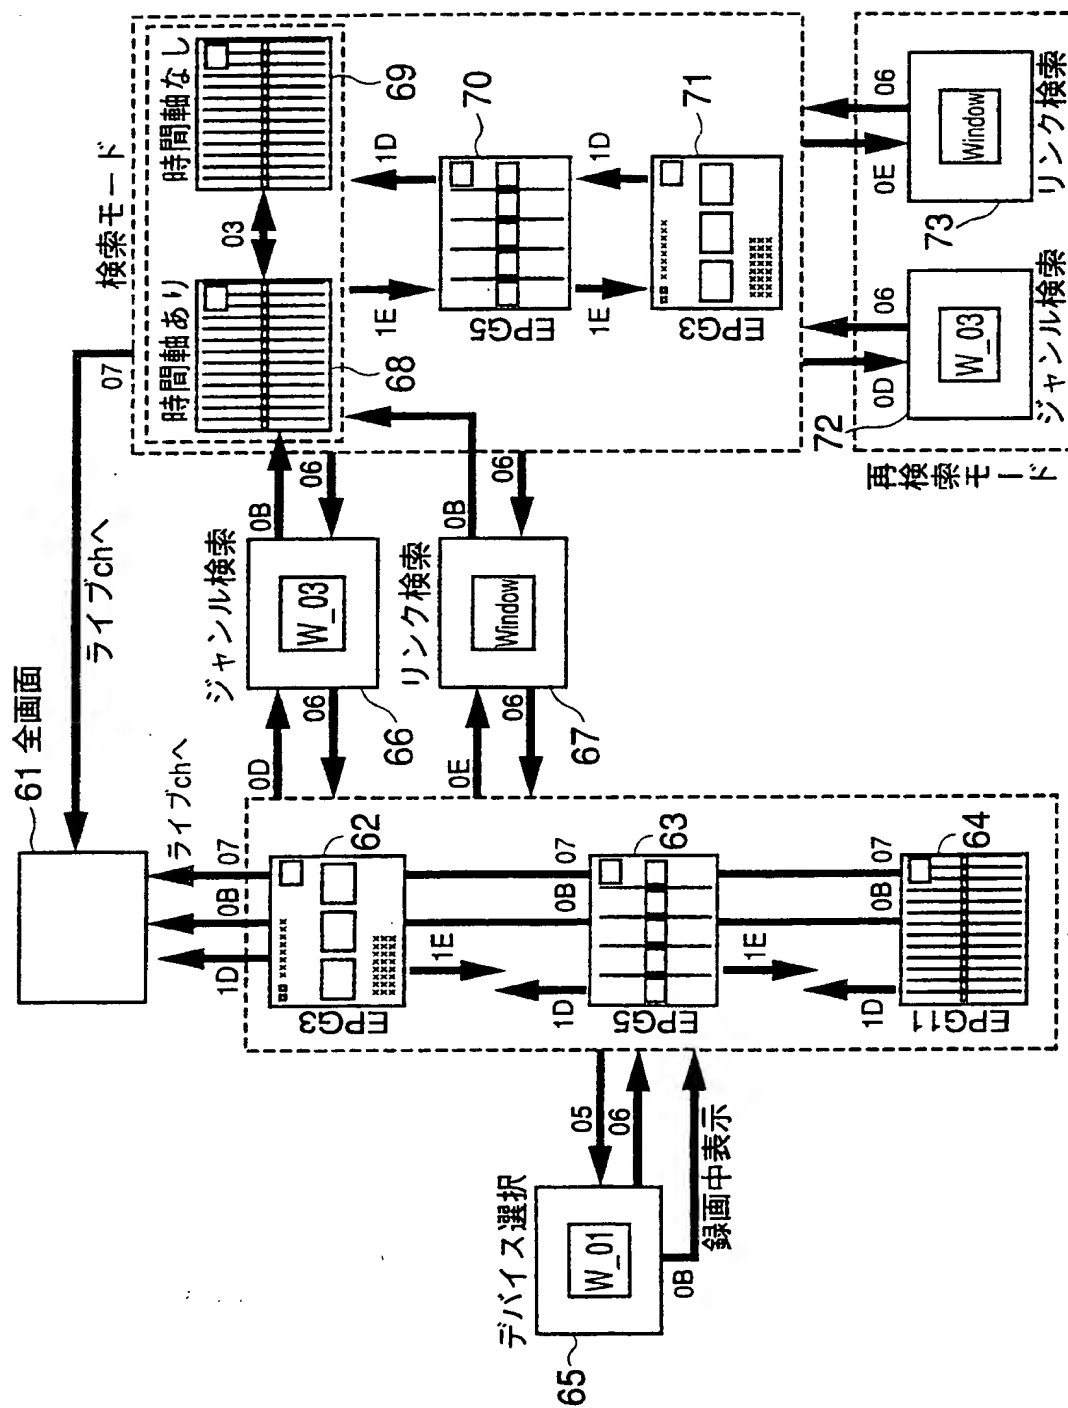 61 全画面
ライブchへ
07
ライブchへ
1D
0B
07
62
EPG3
1E
1D
0B
07
63
EPG5
1E
1D
0B
07
64
EPG11
デバイス選択
W_01
65
05
06
0B
録画中表示
ジャンル検索
W_03
66
0D
06
0B
06
リンク検索
Window
67
0E
06
0B
06
検索モード
時間軸あり
68
03
時間軸なし
69
1E
1D
70
EPG5
1E
1D
71
EPG3
再検索モード
0D
06
W_03
72
ジャンル検索
0E
06
Window
73
リンク検索